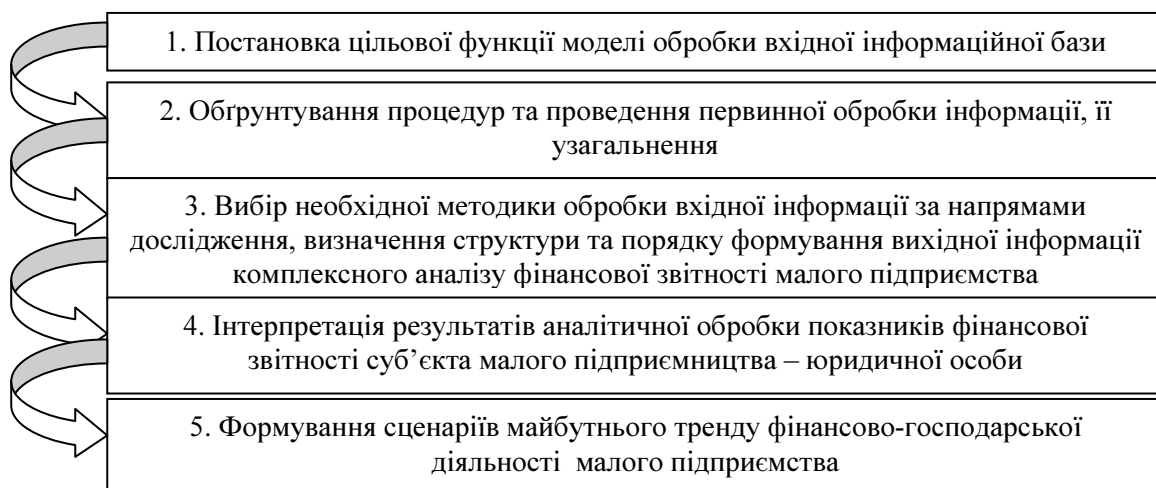 1. Постановка цільової функції моделі обробки вхідної інформаційної бази
2. Обґрунтування процедур та проведення первинної обробки інформації, її
узагальнення
3. Вибір необхідної методики обробки вхідної інформації за напрямами
дослідження, визначення структури та порядку формування вихідної інформації
комплексного аналізу фінансової звітності малого підприємства
4. Інтерпретація результатів аналітичної обробки показників фінансової
звітності суб’єкта малого підприємництва – юридичної особи
5. Формування сценаріїв майбутнього тренду фінансово-господарської
діяльності  малого підприємства